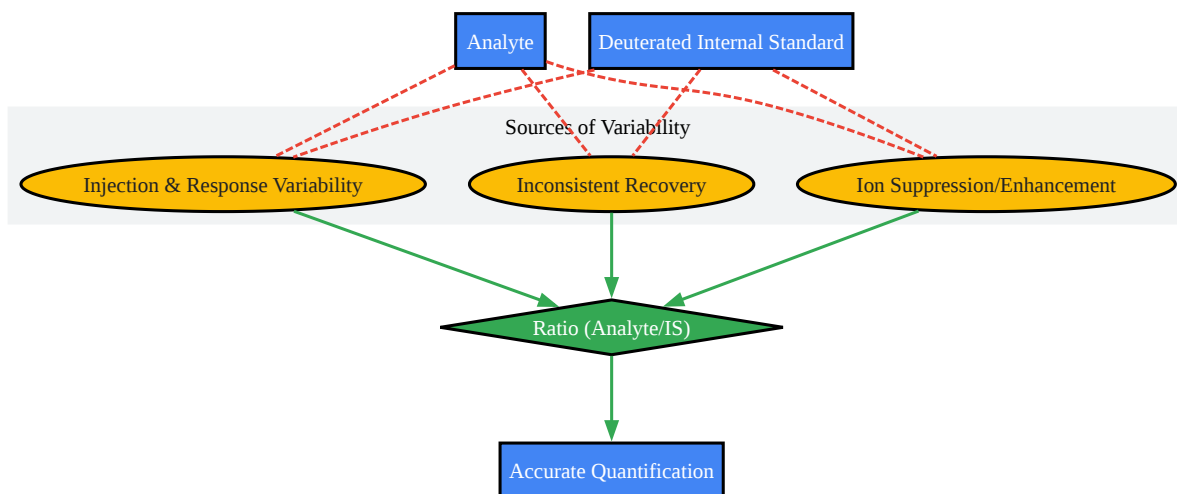 Analyte
Deuterated Internal Standard
Sources of Variability
Injection & Response Variability
Inconsistent Recovery
Ion Suppression/Enhancement
Ratio (Analyte/IS)
Accurate Quantification